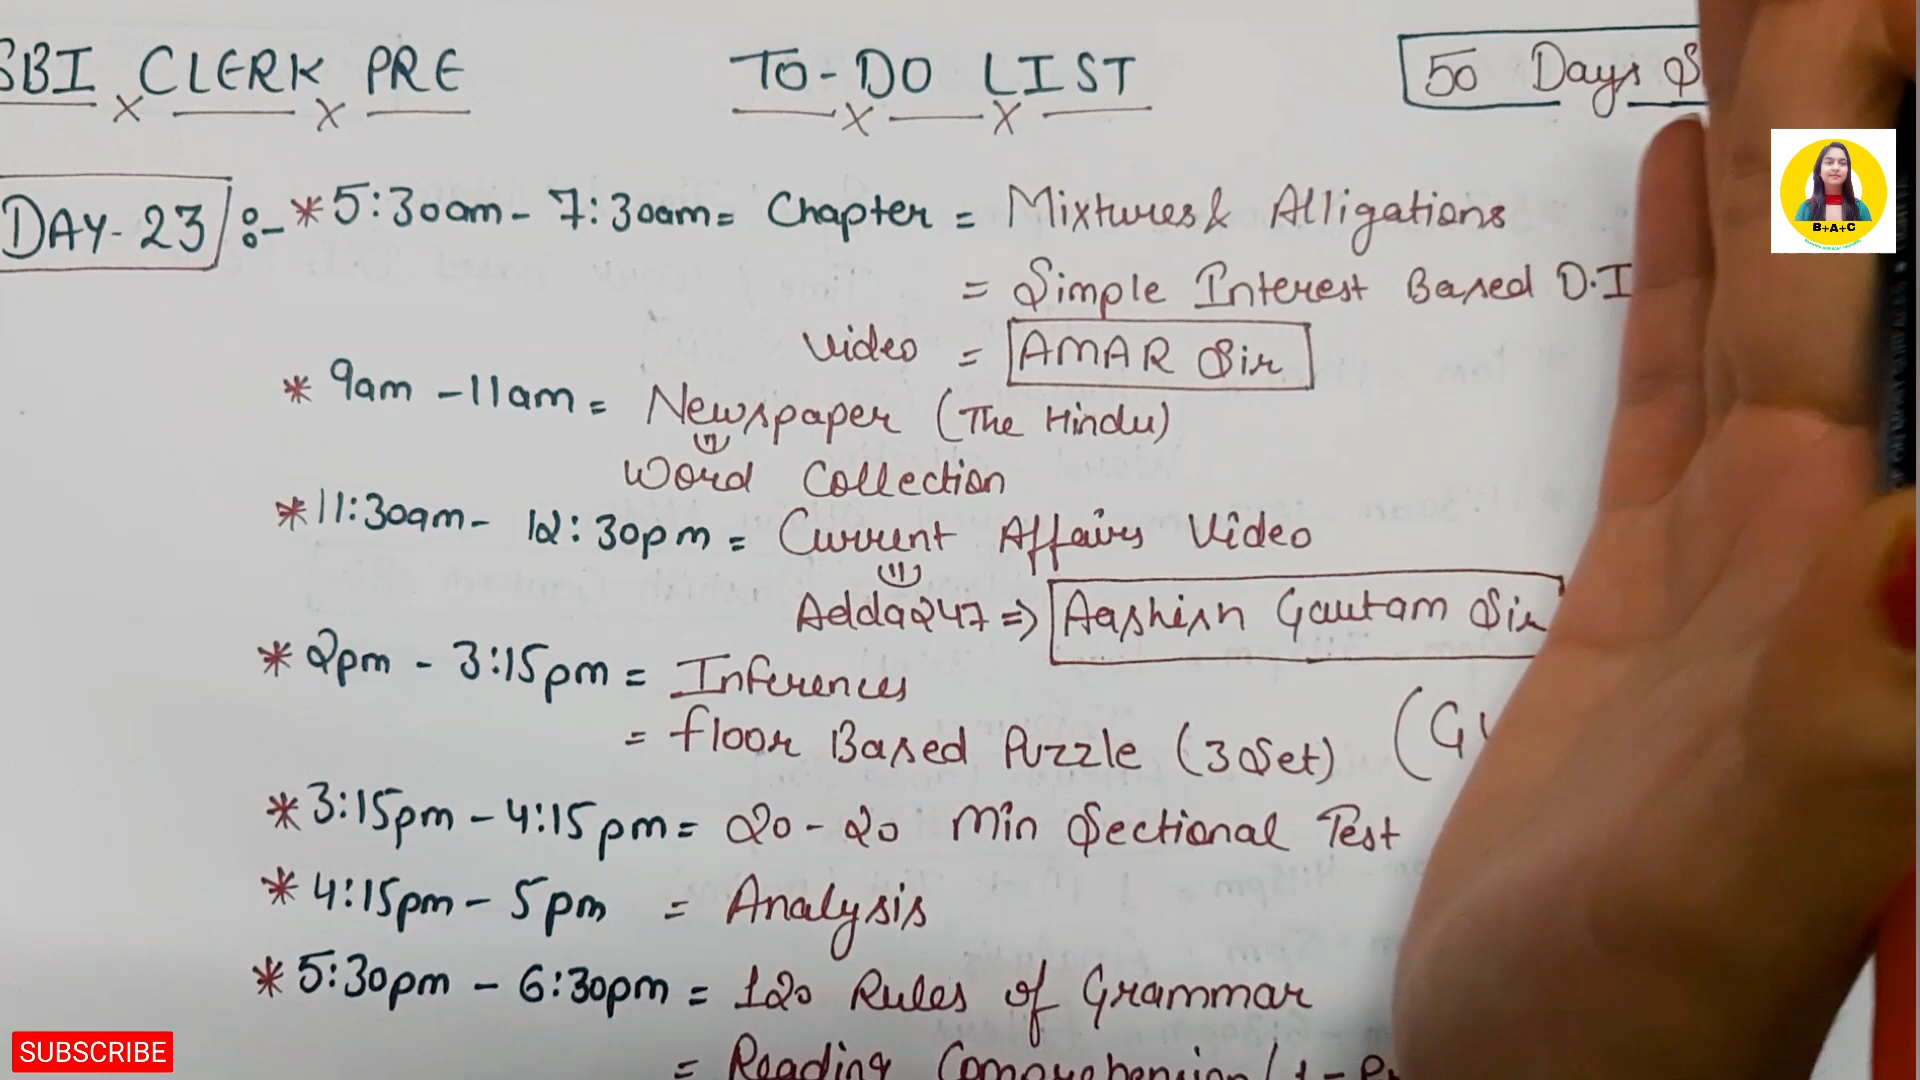 SBI CLERK PRE
TO-DO LIST
50 Days
DAY-23 :- * 5:30am - 7:30am = Chapter = Mixtures & Alligations
= Simple Interest Based D.I
Video = AMAR Sir
* 9am - 11am = Newspaper (The Hindu)
Word Collection
* 11:30am - 12:30pm = Current Affairs Video
Adda247 => Aashish Gautam Sir
* 2pm - 3:15pm = Inferences
= Floor Based Puzzle (3 Set)
* 3:15pm - 4:15pm = 20-20 Min Sectional Test
* 4:15pm - 5pm = Analysis
* 5:30pm - 6:30pm = 120 Rules of Grammar
= Reading Comprehension
B+A+C
SUBSCRIBE